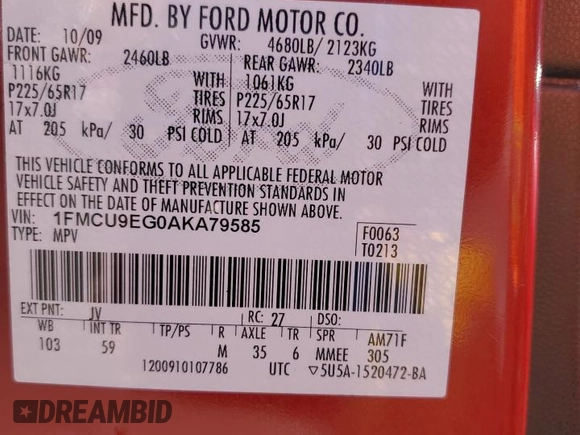 MFD. BY FORD MOTOR CO.
DATE: 10/09 GVWR: 4680LB/ 2123KG
FRONT GAWR: 2460LB REAR GAWR: 2340LB
1116KG WITH 1061KG WITH
P225/65R17 TIRES P225/65R17 TIRES
17x7.0J RIMS 17x7.0J RIMS
AT 205 kPa/ 30 PSI COLD AT 205 kPa/ 30 PSI COLD
THIS VEHICLE CONFORMS TO ALL APPLICABLE FEDERAL MOTOR
VEHICLE SAFETY AND THEFT PREVENTION STANDARDS IN
EFFECT ON THE DATE OF MANUFACTURE SHOWN ABOVE.
VIN: 1FMCU9EG0AKA79585 F0063
TYPE: MPV T0213
EXT PNT: JV RC: 27 DSO:
WB INT TR TP/PS R AXLE TR SPR AM71F
103 59 M 35 6 MMEE 305
1200910107786 UTC ▽5U5A-1520472-BA
DREAMBID